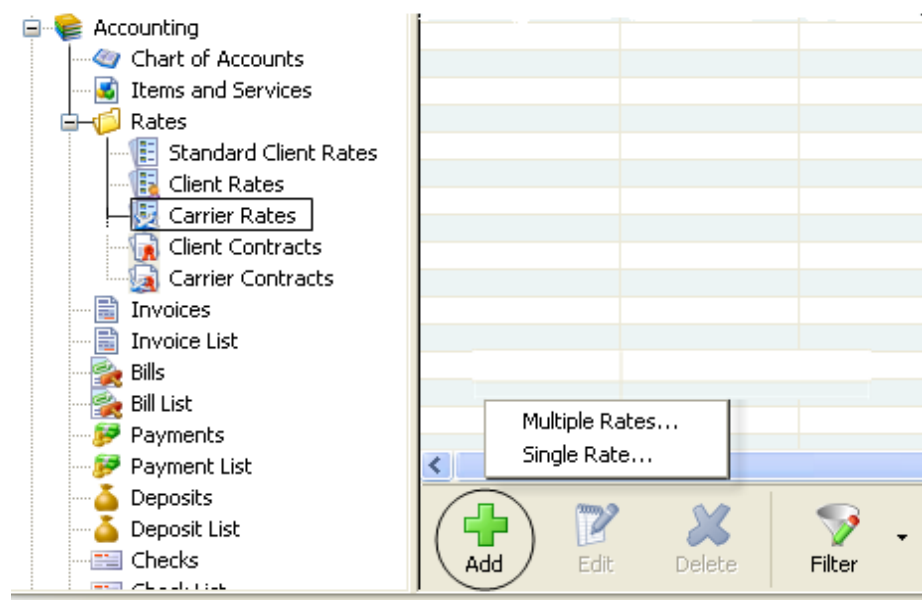 Accounting
Chart of Accounts
Items and Services
Rates
Standard Client Rates
Client Rates
Carrier Rates
Client Contracts
Carrier Contracts
Invoices
Invoice List
Bills
Bill List
Payments
Payment List
Deposits
Deposit List
Checks
Check List
Multiple Rates...
Single Rate...
Add
Edit
Delete
Filter